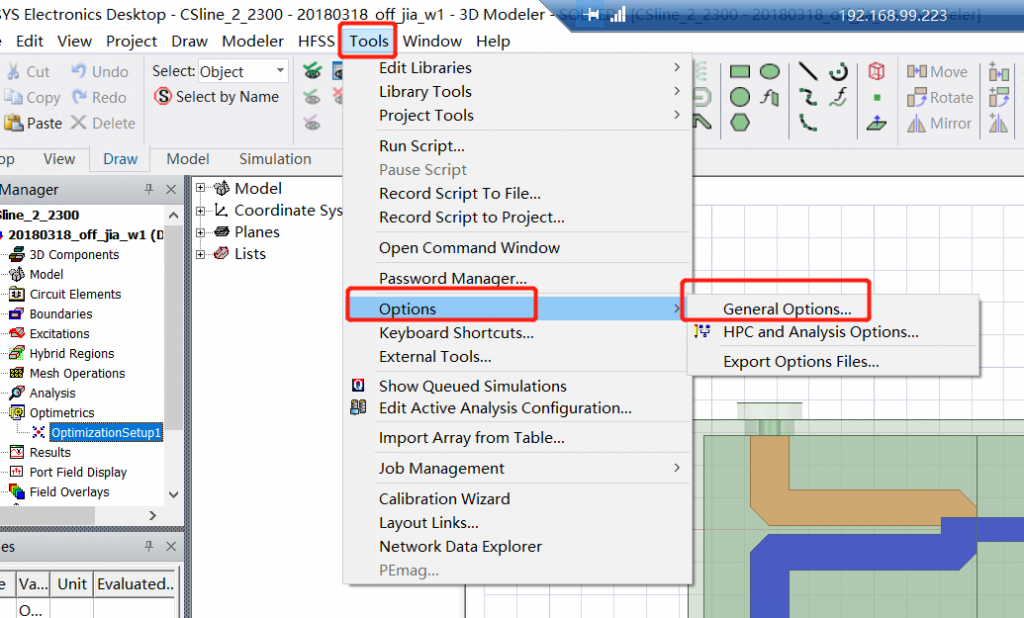 SYS Electronics Desktop - CSline_2_2300 - 20180318_off_jia_w1 - 3D Modeler - SOLVED - [CSline_2_2300 - 20180318_off_jia_w1 - Modeler]
192.168.99.223
Edit View Project Draw Modeler HFSS Tools Window Help
Cut Undo Select: Object
Copy Redo Select by Name
Paste Delete
Move
Rotate
Mirror
op View Draw Model Simulation
Manager
Sline_2_2300
20180318_off_jia_w1 (D
3D Components
Model
Circuit Elements
Boundaries
Excitations
Hybrid Regions
Mesh Operations
Analysis
Optimetrics
OptimizationSetup1
Results
Port Field Display
Field Overlays
es
e Va... Unit Evaluated...
O...
Model
Coordinate Sys
Planes
Lists
Edit Libraries
Library Tools
Project Tools
Run Script...
Pause Script
Record Script To File...
Record Script to Project...
Open Command Window
Password Manager...
Options
Keyboard Shortcuts...
External Tools...
Show Queued Simulations
Edit Active Analysis Configuration...
Import Array from Table...
Job Management
Calibration Wizard
Layout Links...
Network Data Explorer
PEmag...
General Options...
HPC and Analysis Options...
Export Options Files...